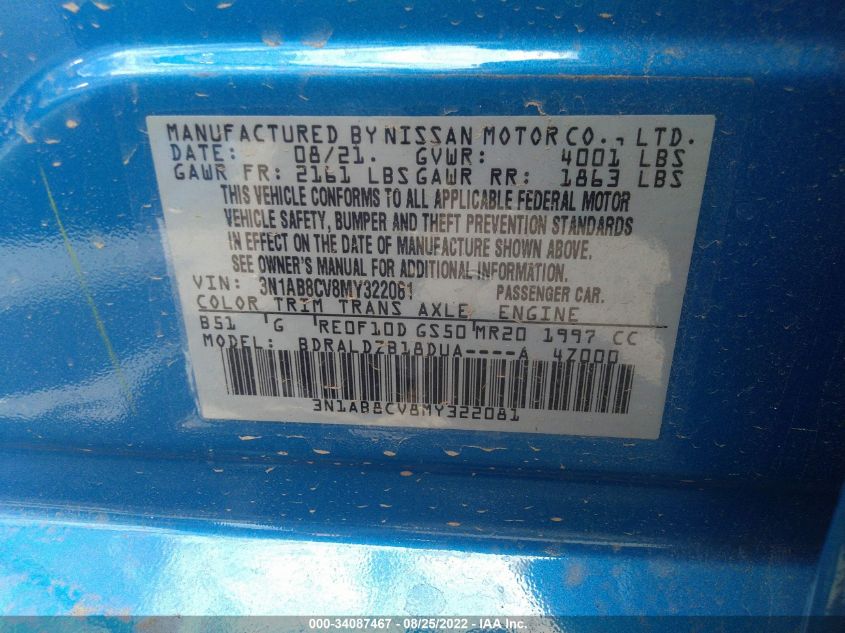 MANUFACTURED BY NISSAN MOTOR CO., LTD.
DATE: 08/21. GVWR: 4001 LBS
GAWR FR: 2161 LBS GAWR RR: 1863 LBS
THIS VEHICLE CONFORMS TO ALL APPLICABLE FEDERAL MOTOR
VEHICLE SAFETY, BUMPER AND THEFT PREVENTION STANDARDS
IN EFFECT ON THE DATE OF MANUFACTURE SHOWN ABOVE.
SEE OWNER'S MANUAL FOR ADDITIONAL INFORMATION.
VIN: 3N1AB8CV8MY322081 PASSENGER CAR.
COLOR TRIM TRANS AXLE ENGINE
B51 G RE0F10D GS50 MR20 1997 CC
MODEL: BDRALDZB18DUA----A 4Z000
3N1AB8CV8MY322081
000-34087467 - 08/25/2022 - IAA Inc.